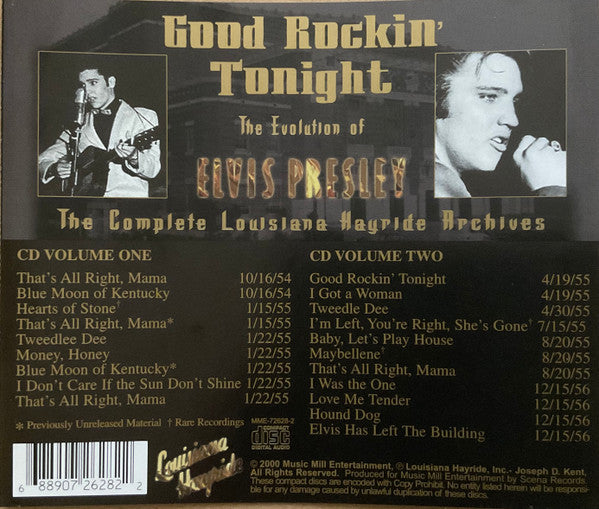 Good Rockin'
Tonight
The Evolution of
ELVIS PRESLEY
The Complete Louisiana Hayride Archives
CD VOLUME ONE
That's All Right, Mama 10/16/54
Blue Moon of Kentucky 10/16/54
Hearts of Stone† 1/15/55
That's All Right, Mama* 1/15/55
Tweedlee Dee 1/22/55
Money, Honey 1/22/55
Blue Moon of Kentucky* 1/22/55
I Don't Care If the Sun Don't Shine 1/22/55
That's All Right, Mama 1/22/55
* Previously Unreleased Material † Rare Recordings
CD VOLUME TWO
Good Rockin' Tonight 4/19/55
I Got a Woman 4/19/55
Tweedle Dee 4/30/55
I'm Left, You're Right, She's Gone† 7/15/55
Baby, Let's Play House 8/20/55
Maybellene† 8/20/55
That's All Right, Mama 8/20/55
I Was the One 12/15/56
Love Me Tender 12/15/56
Hound Dog 12/15/56
Elvis Has Left The Building 12/15/56
MME-72628-2
COMPACT
disc
DIGITAL AUDIO
6 88907 26282 2
Louisiana
Hayride
© 2000 Music Mill Entertainment, ℗ Louisiana Hayride, Inc.- Joseph D. Kent,
All Rights Reserved. Produced for Music Mill Entertainment by Scena Records.
These compact discs are encoded with Copy Prohibit. No entity listed herein will be respon-
sible for any damages caused by unlawful duplication of these discs.